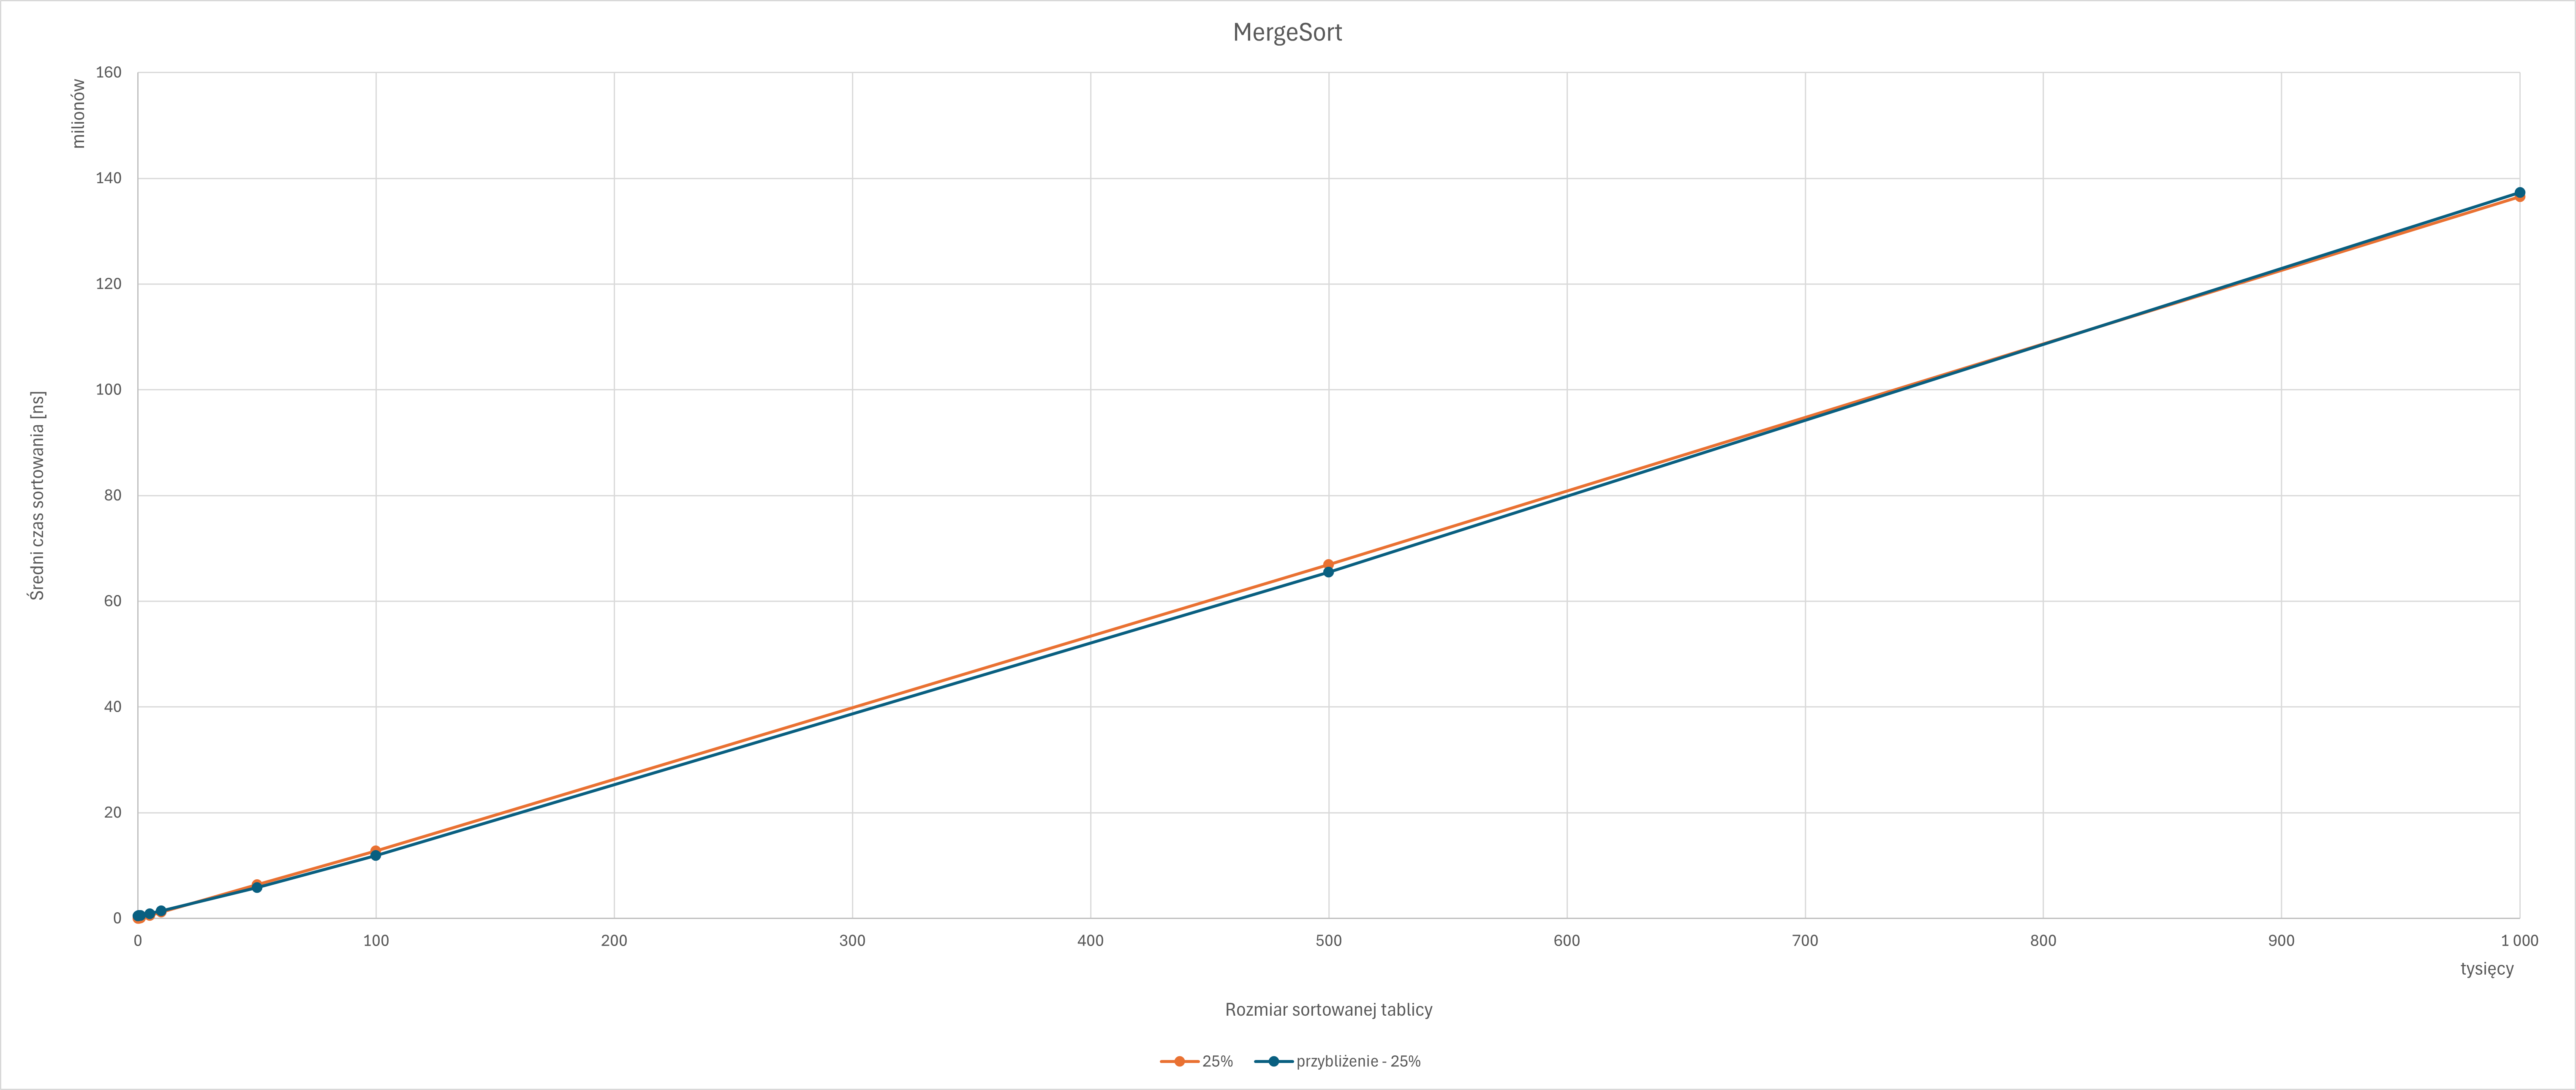 MergeSort
milionów
160
140
120
100
80
60
40
20
0
Średni czas sortowania [ns]
0 100 200 300 400 500 600 700 800 900 1 000
tysięcy
Rozmiar sortowanej tablicy
25% przybliżenie - 25%